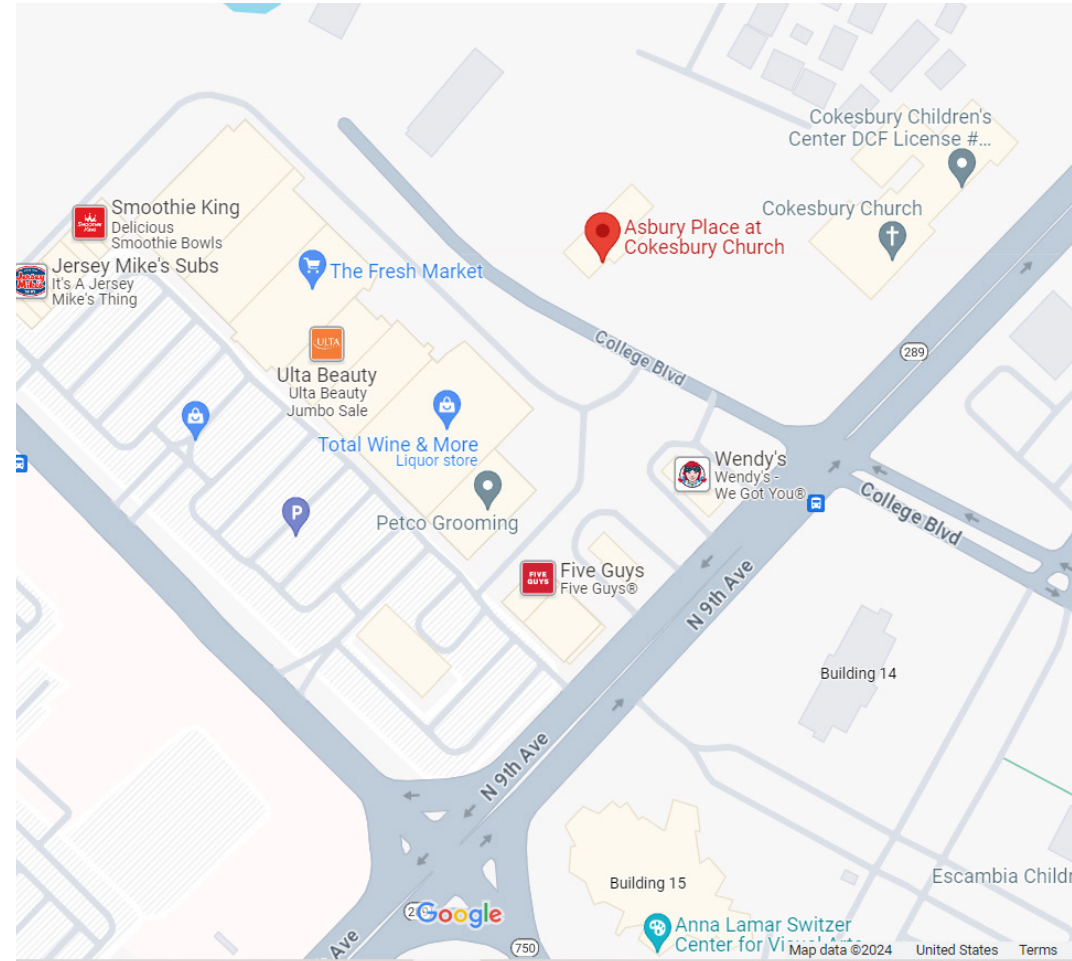 Cokesbury Children's
Center DCF License #...
Smoothie King
Delicious
Smoothie Bowls
Cokesbury Church
Asbury Place at
Cokesbury Church
Jersey Mike's Subs
It's A Jersey
Mike's Thing
The Fresh Market
College Blvd
289
ULTA
Ulta Beauty
Ulta Beauty
Jumbo Sale
Total Wine & More
Liquor store
Wendy's
Wendy's -
We Got You®
College Blvd
P
Petco Grooming
FIVE
GUYS
Five Guys
Five Guys®
N 9th Ave
Building 14
N 9th Ave
Building 15
Escambia Childr
Google
Ave
750
Anna Lamar Switzer
Center for Visual Arts
Map data ©2024 United States Terms